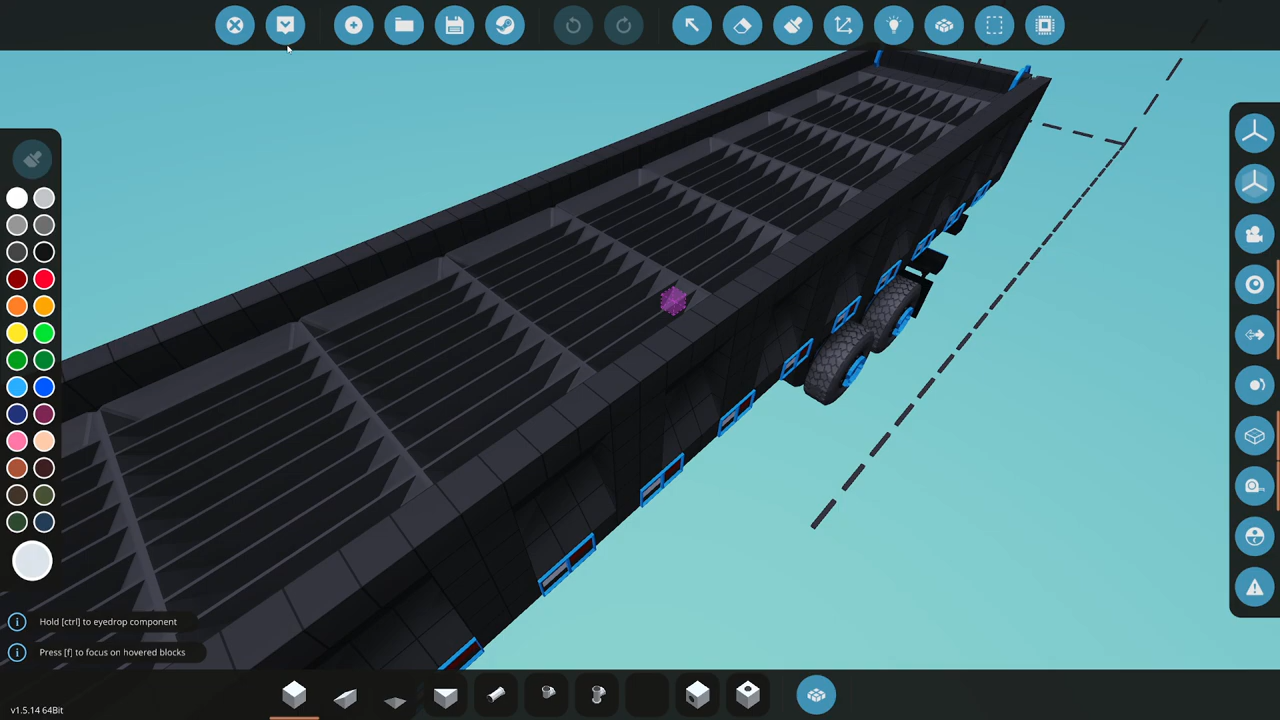 Hold [ctrl] to eyedrop component
Press [f] to focus on hovered blocks
v1.5.14 64Bit